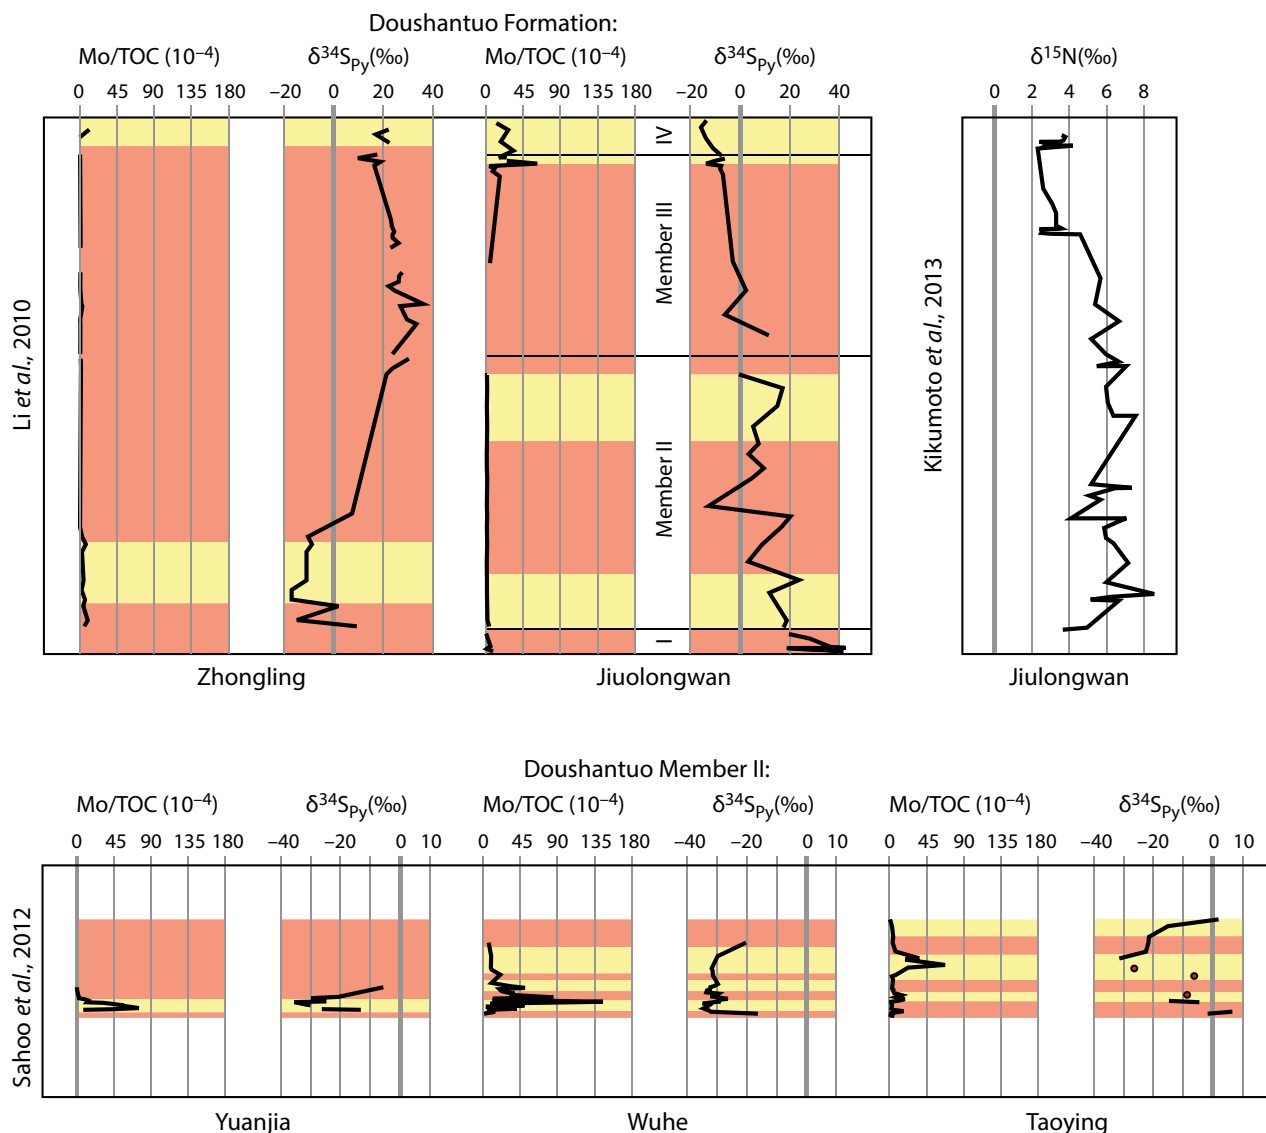 Doushantuo Formation:
Mo/TOC (10⁻⁴) δ³⁴S_Py(‰) Mo/TOC (10⁻⁴) δ³⁴S_Py(‰) δ¹⁵N(‰)
0 45 90 135 180 −20 0 20 40 0 45 90 135 180 −20 0 20 40 0 2 4 6 8
Li et al., 2010
IV
Member III
Member II
I
Kikumoto et al., 2013
Zhongling Jiuolongwan Jiulongwan
Doushantuo Member II:
Mo/TOC (10⁻⁴) δ³⁴S_Py(‰) Mo/TOC (10⁻⁴) δ³⁴S_Py(‰) Mo/TOC (10⁻⁴) δ³⁴S_Py(‰)
0 45 90 135 180 −40 −20 0 10 0 45 90 135 180 −40 −20 0 10 0 45 90 135 180 −40 −20 0 10
Sahoo et al., 2012
Yuanjia Wuhe Taoying